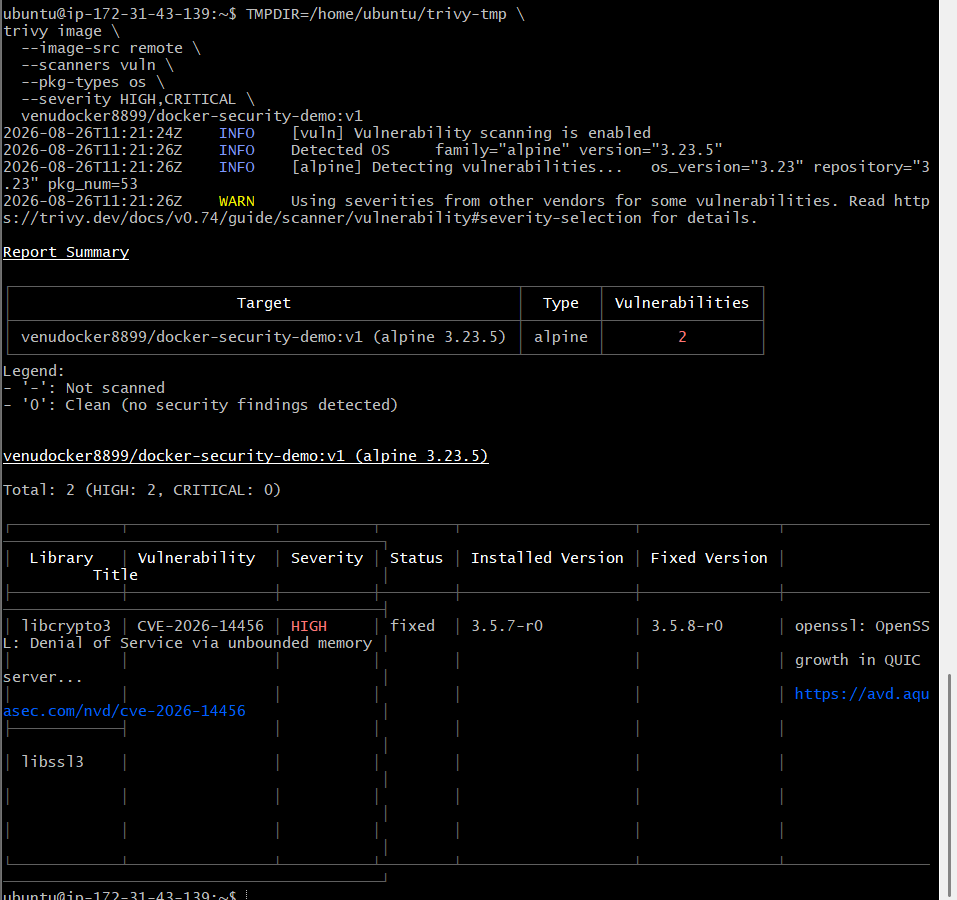 ubuntu@ip-172-31-43-139:~$ TMPDIR=/home/ubuntu/trivy-tmp \
trivy image \
  --image-src remote \
  --scanners vuln \
  --pkg-types os \
  --severity HIGH,CRITICAL \
  venudocker8899/docker-security-demo:v1
2026-08-26T11:21:24Z    INFO    [vuln] Vulnerability scanning is enabled
2026-08-26T11:21:26Z    INFO    Detected OS     family="alpine" version="3.23.5"
2026-08-26T11:21:26Z    INFO    [alpine] Detecting vulnerabilities...   os_version="3.23" repository="3
.23" pkg_num=53
2026-08-26T11:21:26Z    WARN    Using severities from other vendors for some vulnerabilities. Read http
s://trivy.dev/docs/v0.74/guide/scanner/vulnerability#severity-selection for details.
Report Summary
Target Type Vulnerabilities
venudocker8899/docker-security-demo:v1 (alpine 3.23.5) alpine 2
Legend:
- '-': Not scanned
- '0': Clean (no security findings detected)
venudocker8899/docker-security-demo:v1 (alpine 3.23.5)
Total: 2 (HIGH: 2, CRITICAL: 0)
Library Vulnerability Severity Status Installed Version Fixed Version
Title
libcrypto3 CVE-2026-14456 HIGH fixed 3.5.7-r0 3.5.8-r0 openssl: OpenSS
L: Denial of Service via unbounded memory
growth in QUIC
server...
https://avd.aqu
asec.com/nvd/cve-2026-14456
libssl3
ubuntu@ip-172-31-43-139:~$